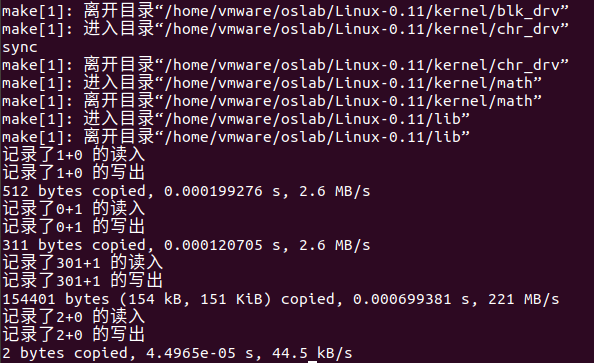 make[1]: 离开目录“/home/vmware/oslab/Linux-0.11/kernel/blk_drv”
make[1]: 进入目录“/home/vmware/oslab/Linux-0.11/kernel/chr_drv”
sync
make[1]: 离开目录“/home/vmware/oslab/Linux-0.11/kernel/chr_drv”
make[1]: 进入目录“/home/vmware/oslab/Linux-0.11/kernel/math”
make[1]: 离开目录“/home/vmware/oslab/Linux-0.11/kernel/math”
make[1]: 进入目录“/home/vmware/oslab/Linux-0.11/lib”
make[1]: 离开目录“/home/vmware/oslab/Linux-0.11/lib”
记录了1+0 的读入
记录了1+0 的写出
512 bytes copied, 0.000199276 s, 2.6 MB/s
记录了0+1 的读入
记录了0+1 的写出
311 bytes copied, 0.000120705 s, 2.6 MB/s
记录了301+1 的读入
记录了301+1 的写出
154401 bytes (154 kB, 151 KiB) copied, 0.000699381 s, 221 MB/s
记录了2+0 的读入
记录了2+0 的写出
2 bytes copied, 4.4965e-05 s, 44.5 kB/s